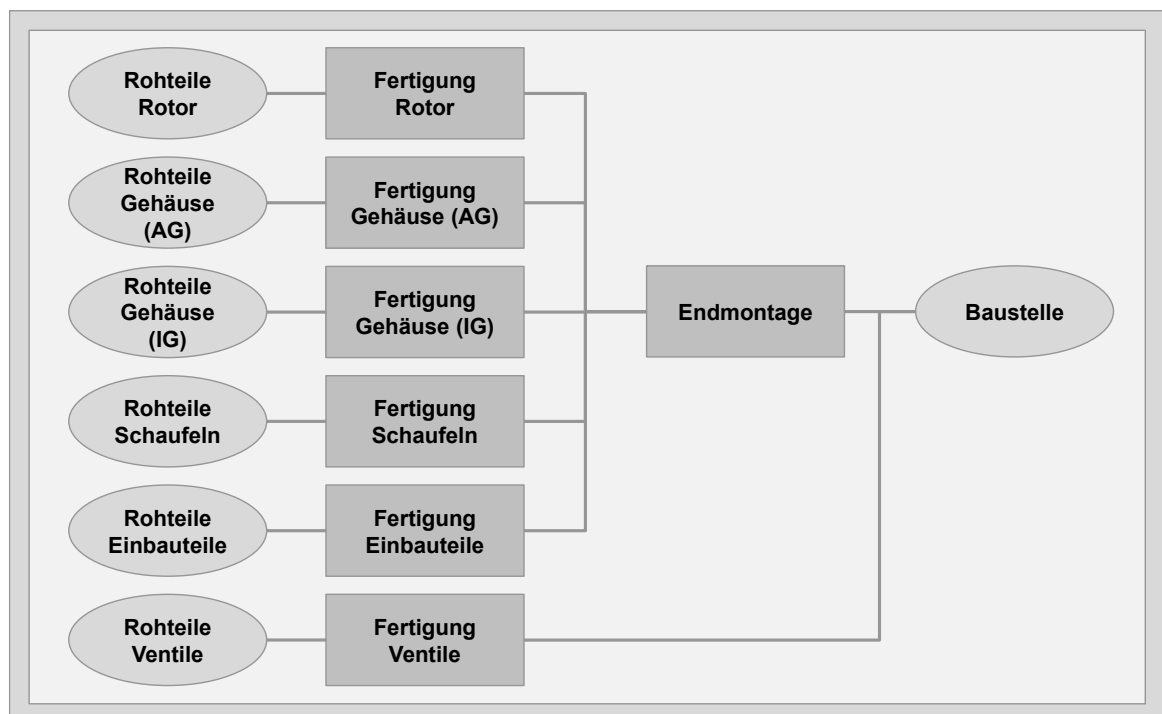 Rohteile
Rotor
Fertigung
Rotor
Rohteile
Gehäuse
(AG)
Fertigung
Gehäuse (AG)
Rohteile
Gehäuse
(IG)
Fertigung
Gehäuse (IG)
Endmontage
Baustelle
Rohteile
Schaufeln
Fertigung
Schaufeln
Rohteile
Einbauteile
Fertigung
Einbauteile
Rohteile
Ventile
Fertigung
Ventile